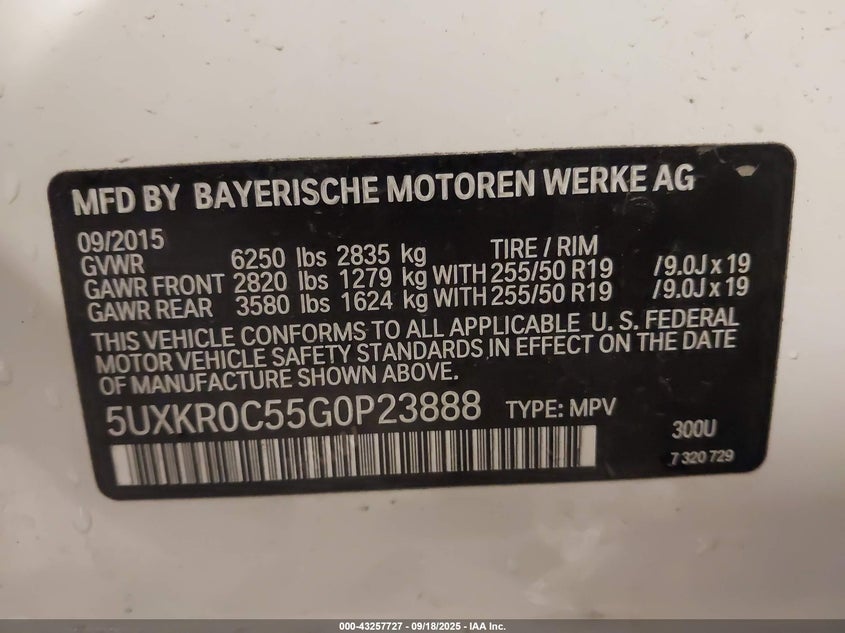 MFD BY BAYERISCHE MOTOREN WERKE AG
09/2015 TIRE / RIM
GVWR 6250 lbs 2835 kg
GAWR FRONT 2820 lbs 1279 kg WITH 255/50 R19 /9.0J x 19
GAWR REAR 3580 lbs 1624 kg WITH 255/50 R19 /9.0J x 19
THIS VEHICLE CONFORMS TO ALL APPLICABLE U. S. FEDERAL
MOTOR VEHICLE SAFETY STANDARDS IN EFFECT ON THE DATE
OF MANUFACTURE SHOWN ABOVE.
5UXKR0C55G0P23888 TYPE: MPV
300U
7 320 729
000-43257727 - 09/18/2025 - IAA Inc.